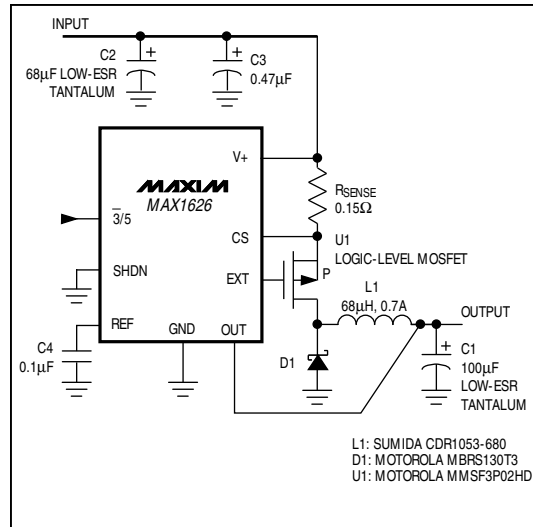 INPUT
C2
68µF LOW-ESR
TANTALUM
+
C3
0.47µF
+
V+
MAXIM
MAX1626
RSENSE
0.15Ω
3/5
CS
U1
LOGIC-LEVEL MOSFET
P
SHDN
EXT
L1
68µH, 0.7A
OUTPUT
REF
GND
OUT
C4
0.1µF
D1
+
C1
100µF
LOW-ESR
TANTALUM
L1: SUMIDA CDR1053-680
D1: MOTOROLA MBRS130T3
U1: MOTOROLA MMSF3P02HD